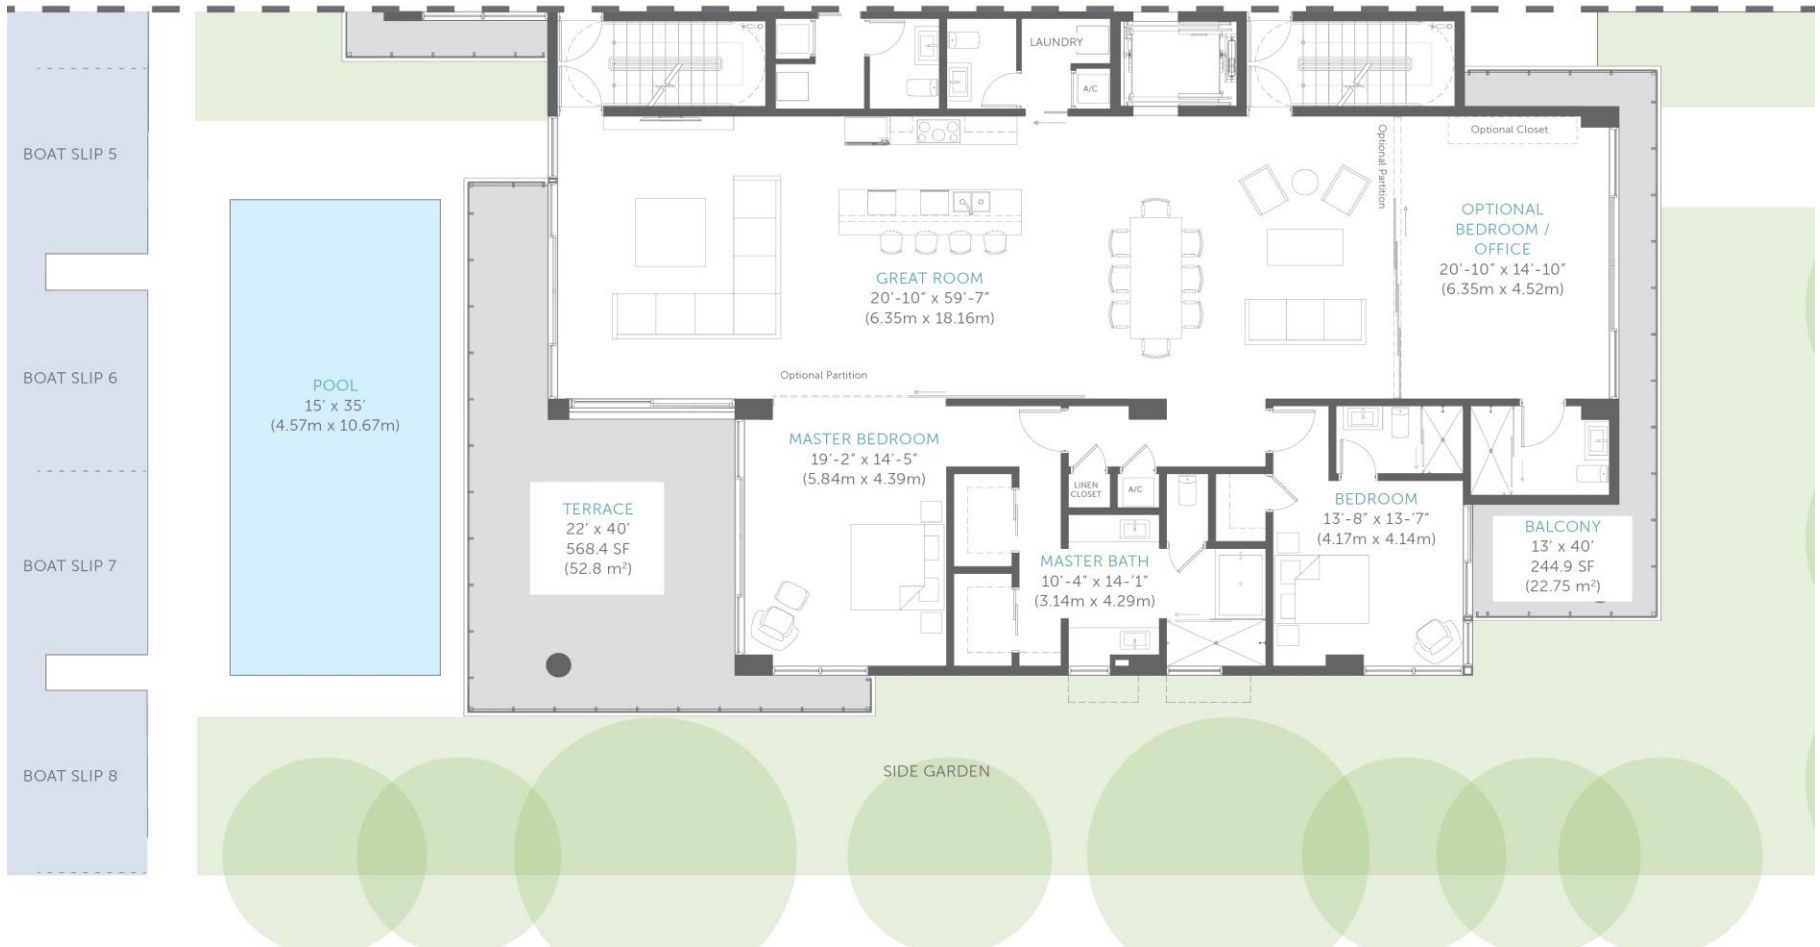 LAUNDRY
A/C
Optional Closet
Optional Partition
BOAT SLIP 5
OPTIONAL
BEDROOM /
OFFICE
20'-10" x 14'-10"
(6.35m x 4.52m)
GREAT ROOM
20'-10" x 59'-7"
(6.35m x 18.16m)
BOAT SLIP 6
POOL
15' x 35'
(4.57m x 10.67m)
Optional Partition
MASTER BEDROOM
19'-2" x 14'-5"
(5.84m x 4.39m)
LINEN
CLOSET
A/C
BEDROOM
13'-8" x 13-'7"
(4.17m x 4.14m)
TERRACE
22' x 40'
568.4 SF
(52.8 m²)
BALCONY
13' x 40'
244.9 SF
(22.75 m²)
BOAT SLIP 7
MASTER BATH
10'-4" x 14-'1"
(3.14m x 4.29m)
BOAT SLIP 8
SIDE GARDEN